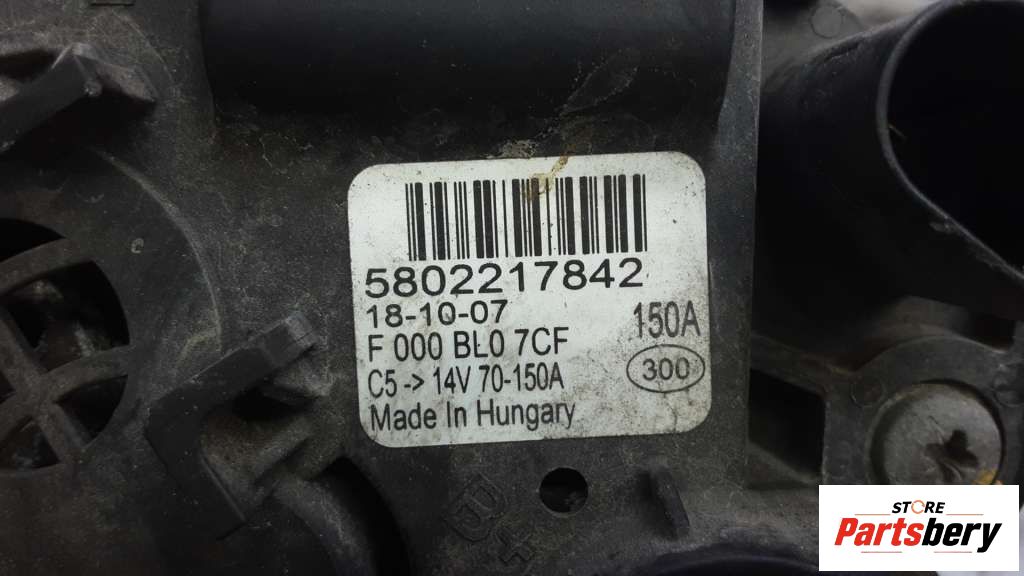 5802217842
18-10-07
F 000 BL0 7CF
150A
C5 -> 14V 70-150A
300
Made In Hungary
B+
STORE
Partsbery